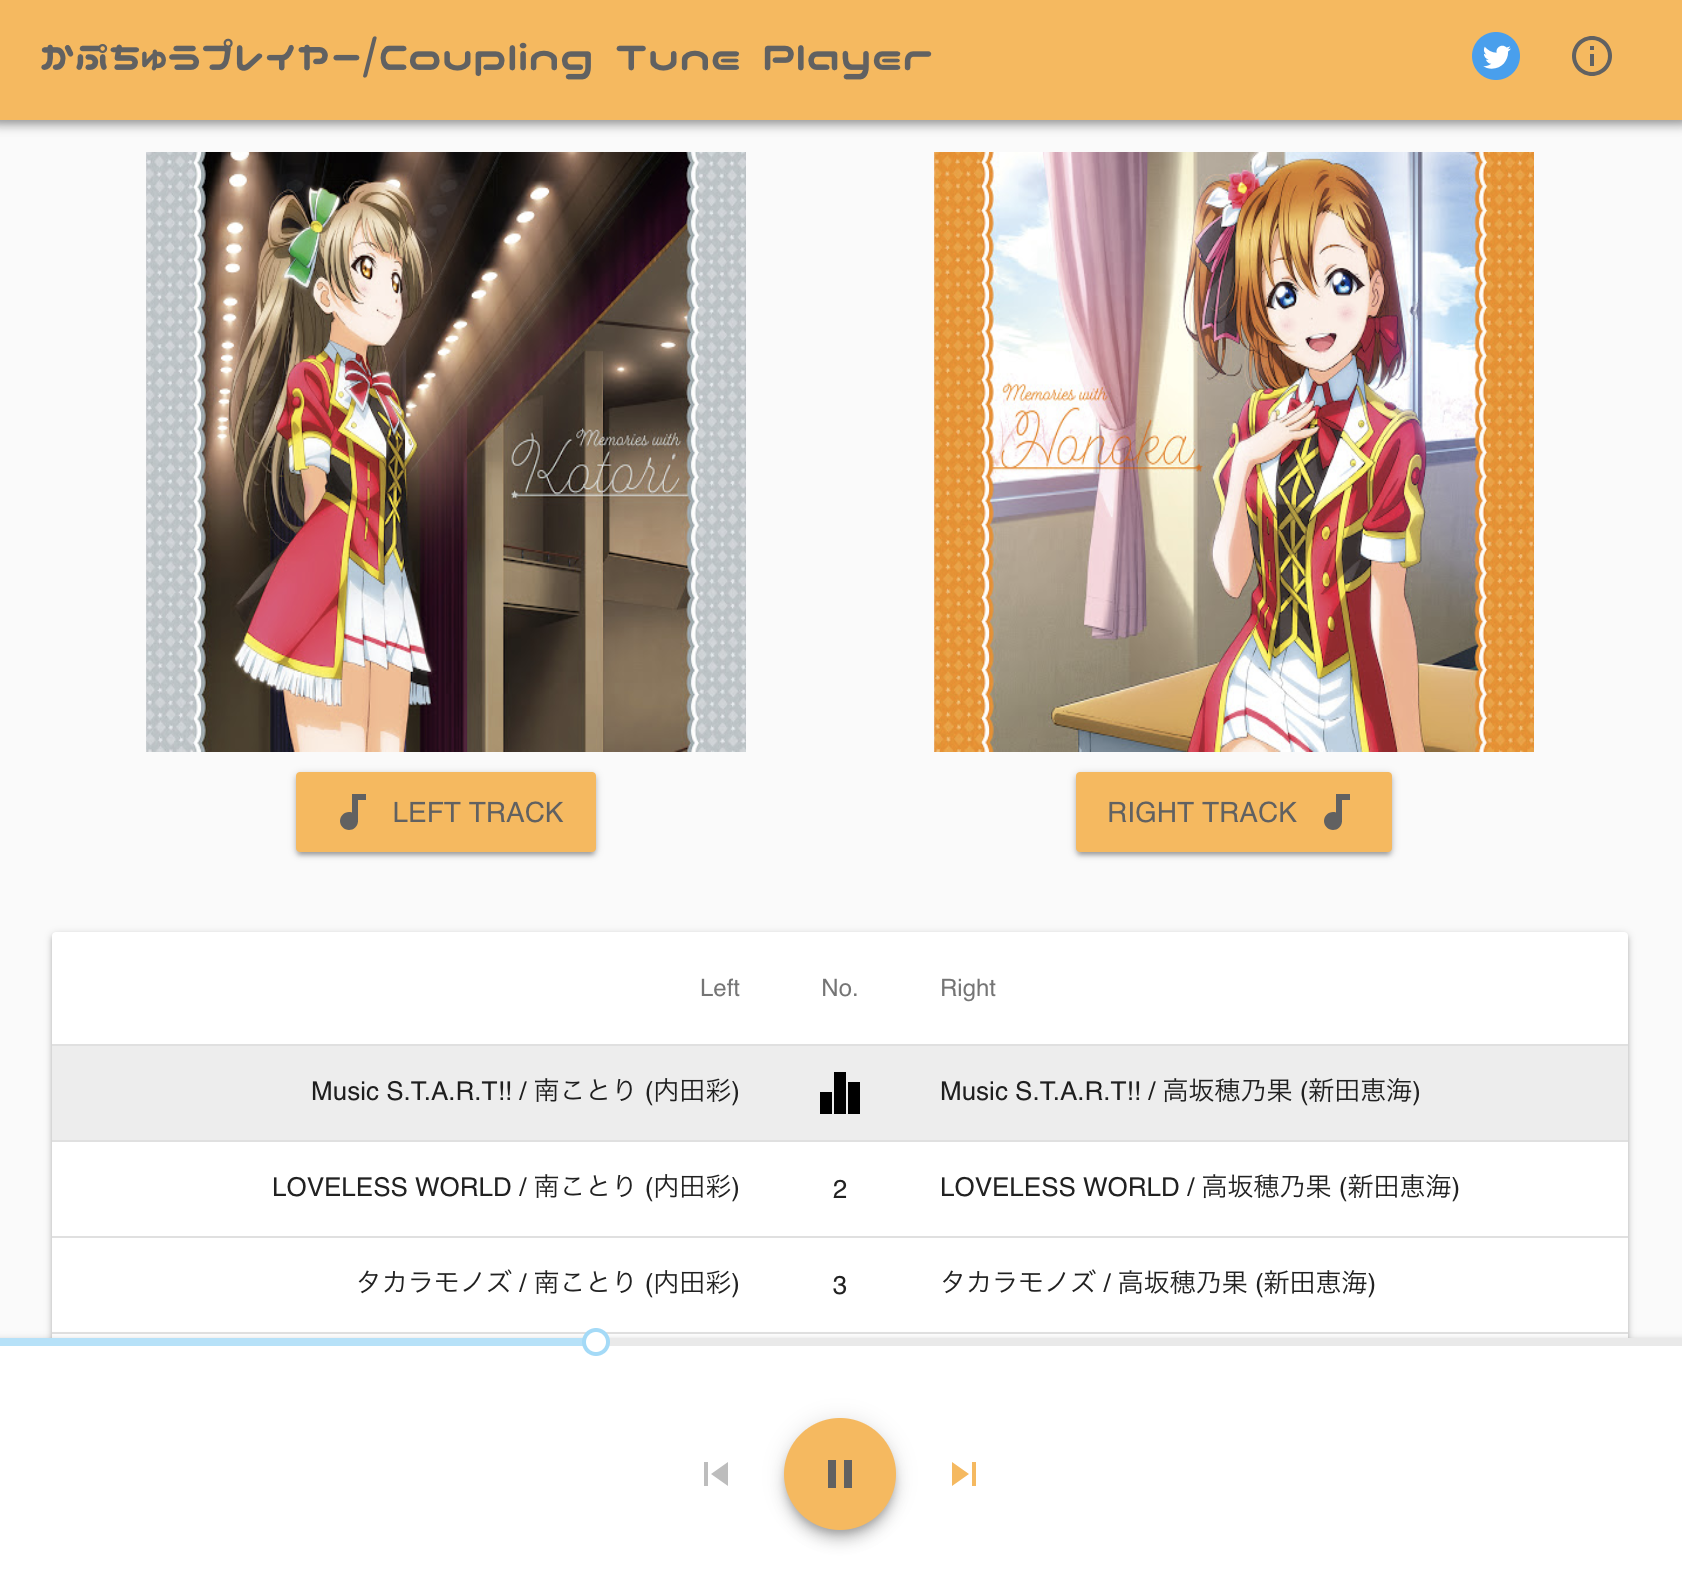 かぷちゅうプレイヤー/Coupling Tune Player
Memories with
Kotori
Memories with
Honoka
LEFT TRACK
RIGHT TRACK
Left No. Right
Music S.T.A.R.T!! / 南ことり (内田彩) Music S.T.A.R.T!! / 高坂穂乃果 (新田恵海)
LOVELESS WORLD / 南ことり (内田彩) 2 LOVELESS WORLD / 高坂穂乃果 (新田恵海)
タカラモノズ / 南ことり (内田彩) 3 タカラモノズ / 高坂穂乃果 (新田恵海)